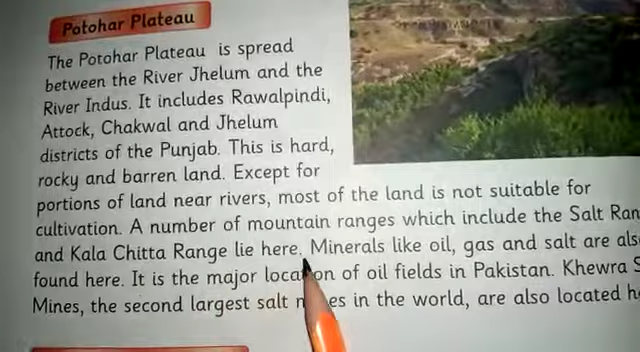 Potohar Plateau
The Potohar Plateau is spread
between the River Jhelum and the
River Indus. It includes Rawalpindi,
Attock, Chakwal and Jhelum
districts of the Punjab. This is hard,
rocky and barren land. Except for
portions of land near rivers, most of the land is not suitable for
cultivation. A number of mountain ranges which include the Salt Ran
and Kala Chitta Range lie here. Minerals like oil, gas and salt are als
found here. It is the major location of oil fields in Pakistan. Khewra S
Mines, the second largest salt mines in the world, are also located h